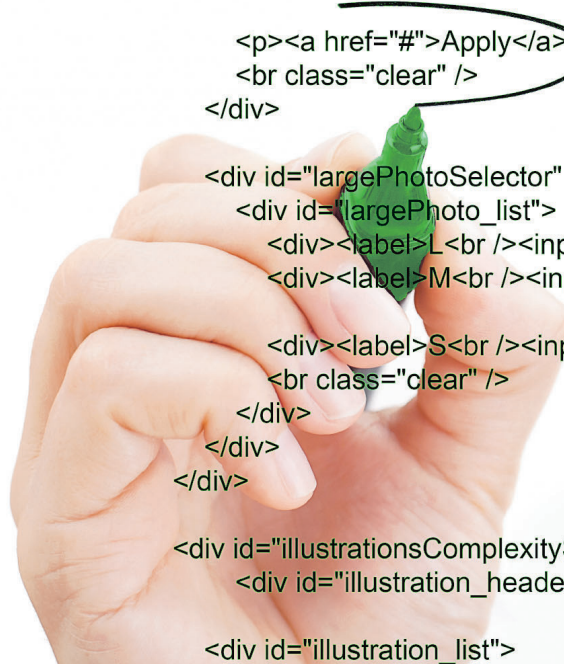 <p><a href="#">Apply</a>
<br class="clear" />
</div>
<div id="largePhotoSelector"
<div id="largePhoto_list">
<div><label>L<br /><inp
<div><label>M<br /><in
<div><label>S<br /><inp
<br class="clear" />
</div>
</div>
</div>
<div id="illustrationsComplexityS
<div id="illustration_heade
<div id="illustration_list">